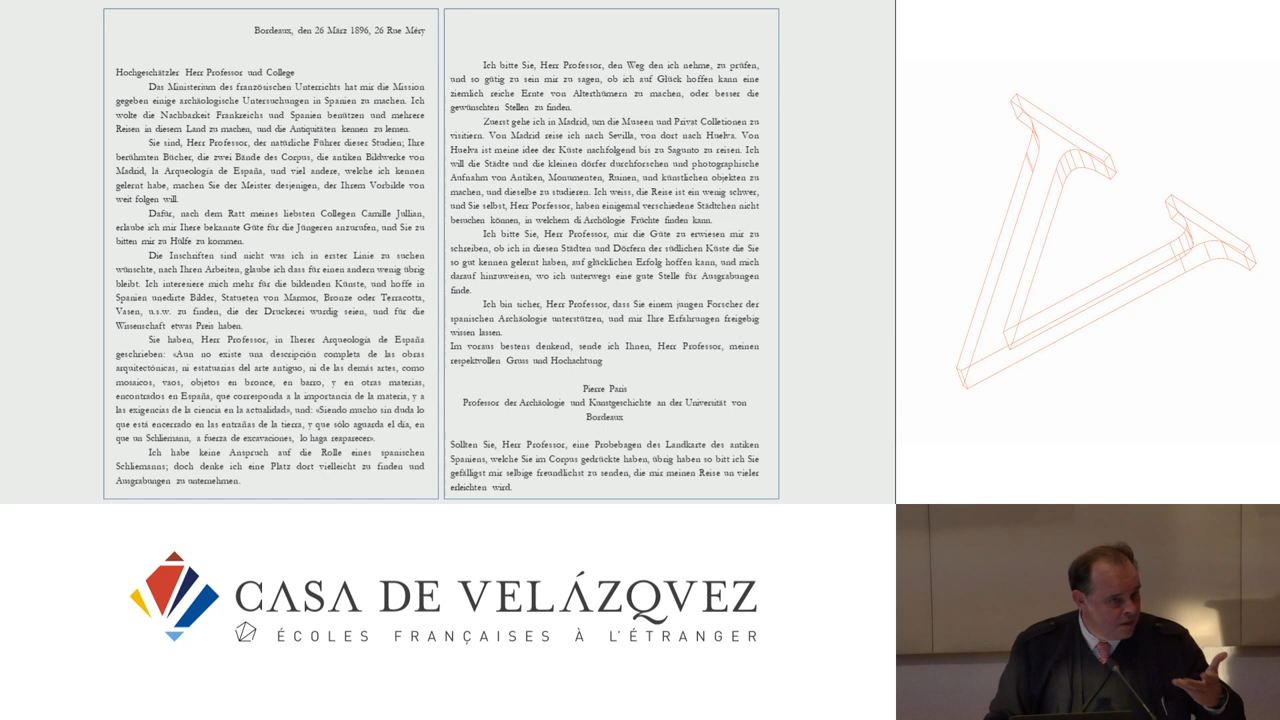 Bordeaux, den 26 März 1896, 26 Rue Méry
Hochgeschätzler Herr Professor und College
Das Ministerium des französischen Unterrichts hat mir die Mission
gegeben einige archäologische Untersuchungen in Spanien zu machen. Ich
wolte die Nachbarkeit Frankreichs und Spanien benützen und mehrere
Reisen in diesem Land zu machen, und die Antiquitäten kennen zu lernen.
Sie sind, Herr Professor, der natürliche Führer dieser Studien; Ihre
berühmten Bücher, die zwei Bände des Corpus, die antiken Bildwerke von
Madrid, la Arqueología de España, und viel andere, welche ich kennen
gelernt habe, machen Sie der Meister desjenigen, der Ihrem Vorbilde von
weit folgen will.
Dafür, nach dem Ratt meines liebsten Collegen Camille Jullian,
erlaube ich mir Ihere bekannte Güte für die Jüngeren anzurufen, und Sie zu
bitten mir zu Hülfe zu kommen.
Die Inschriften sind nicht was ich in erster Linie zu suchen
wünschte, nach Ihren Arbeiten, glaube ich dass für einen andern wenig übrig
bleibt. Ich interesiere mich mehr für die bildenden Künste, und hoffe in
Spanien unedirte Bilder, Statueten von Marmor, Bronze oder Terracotta,
Vasen, u.s.w. zu finden, die der Druckerei wurdig seien, und für die
Wissenschaft etwas Preis haben.
Sie haben, Herr Professor, in Iherer Arqueología de España
geschrieben: «Aun no existe una descripción completa de las obras
arquitectónicas, ni estatuarias del arte antiguo, ni de las demás artes, como
mosaicos, vaos, objetos en bronce, en barro, y en otras materias,
encontrados en España, que corresponda a la importancia de la materia, y a
las exigencias de la ciencia en la actualidad», und: «Siendo mucho sin duda lo
que está encerrado en las entrañas de la tierra, y que sólo aguarda el día, en
que un Schliemann, a fuerza de excavaciones, lo haga reaparecer».
Ich habe keine Anspruch auf die Rolle eines spanischen
Schliemanns; doch denke ich eine Platz dort vielleicht zu finden und
Ausgrabungen zu unternehmen.
Ich bitte Sie, Herr Professor, den Weg den ich nehme, zu prüfen,
und so gütig zu sein mir zu sagen, ob ich auf Glück hoffen kann eine
ziemlich reiche Ernte von Alterthümern zu machen, oder besser die
gewünschten Stellen zu finden.
Zuerst gehe ich in Madrid, um die Museen und Privat Colletionen zu
visitiern. Von Madrid reise ich nach Sevilla, von dort nach Huelva. Von
Huelva ist meine idee der Küste nachfolgend bis zu Sagunto zu reisen. Ich
will die Städte und die kleinen dörfer durchforschen und photographische
Aufnahm von Antiken, Monumenten, Ruinen, und künstlichen objekten zu
machen, und dieselbe zu studieren. Ich weiss, die Reise ist ein wenig schwer,
und Sie selbst, Herr Porfessor, haben einigemal verschiedene Städtchen nicht
besuchen können, in welchem di Archölogie Früchte finden kann.
Ich bitte Sie, Herr Professor, mir die Güte zu erwiesen mir zu
schreiben, ob ich in diesen Städten und Dörfern der südlichen Küste die Sie
so gut kennen gelernt haben, auf glücklichen Erfolg hoffen kann, und mich
darauf hinzuweisen, wo ich unterwegs eine gute Stelle für Ausgrabungen
finde.
Ich bin sicher, Herr Professor, dass Sie einem jungen Forscher der
spanischen Archäologie unterstützen, und mir Ihre Erfahrungen freigebig
wissen lassen.
Im voraus bestens denkend, sende ich Ihnen, Herr Professor, meinen
respektvollen Gruss und Hochachtung
Pierre Paris
Professor der Archäologie und Kunstgeschichte an der Universität von
Bordeaux
Sollten Sie, Herr Professor, eine Probebagen des Landkarte des antiken
Spaniens, welche Sie im Corpus gedrückte haben, übrig haben so bitt ich Sie
gefälligst mir selbige freundlichst zu senden, die mir meinen Reise un vieler
erleichten wird.
CASA DE VELÁZQVEZ
ÉCOLES FRANÇAISES À L'ÉTRANGER